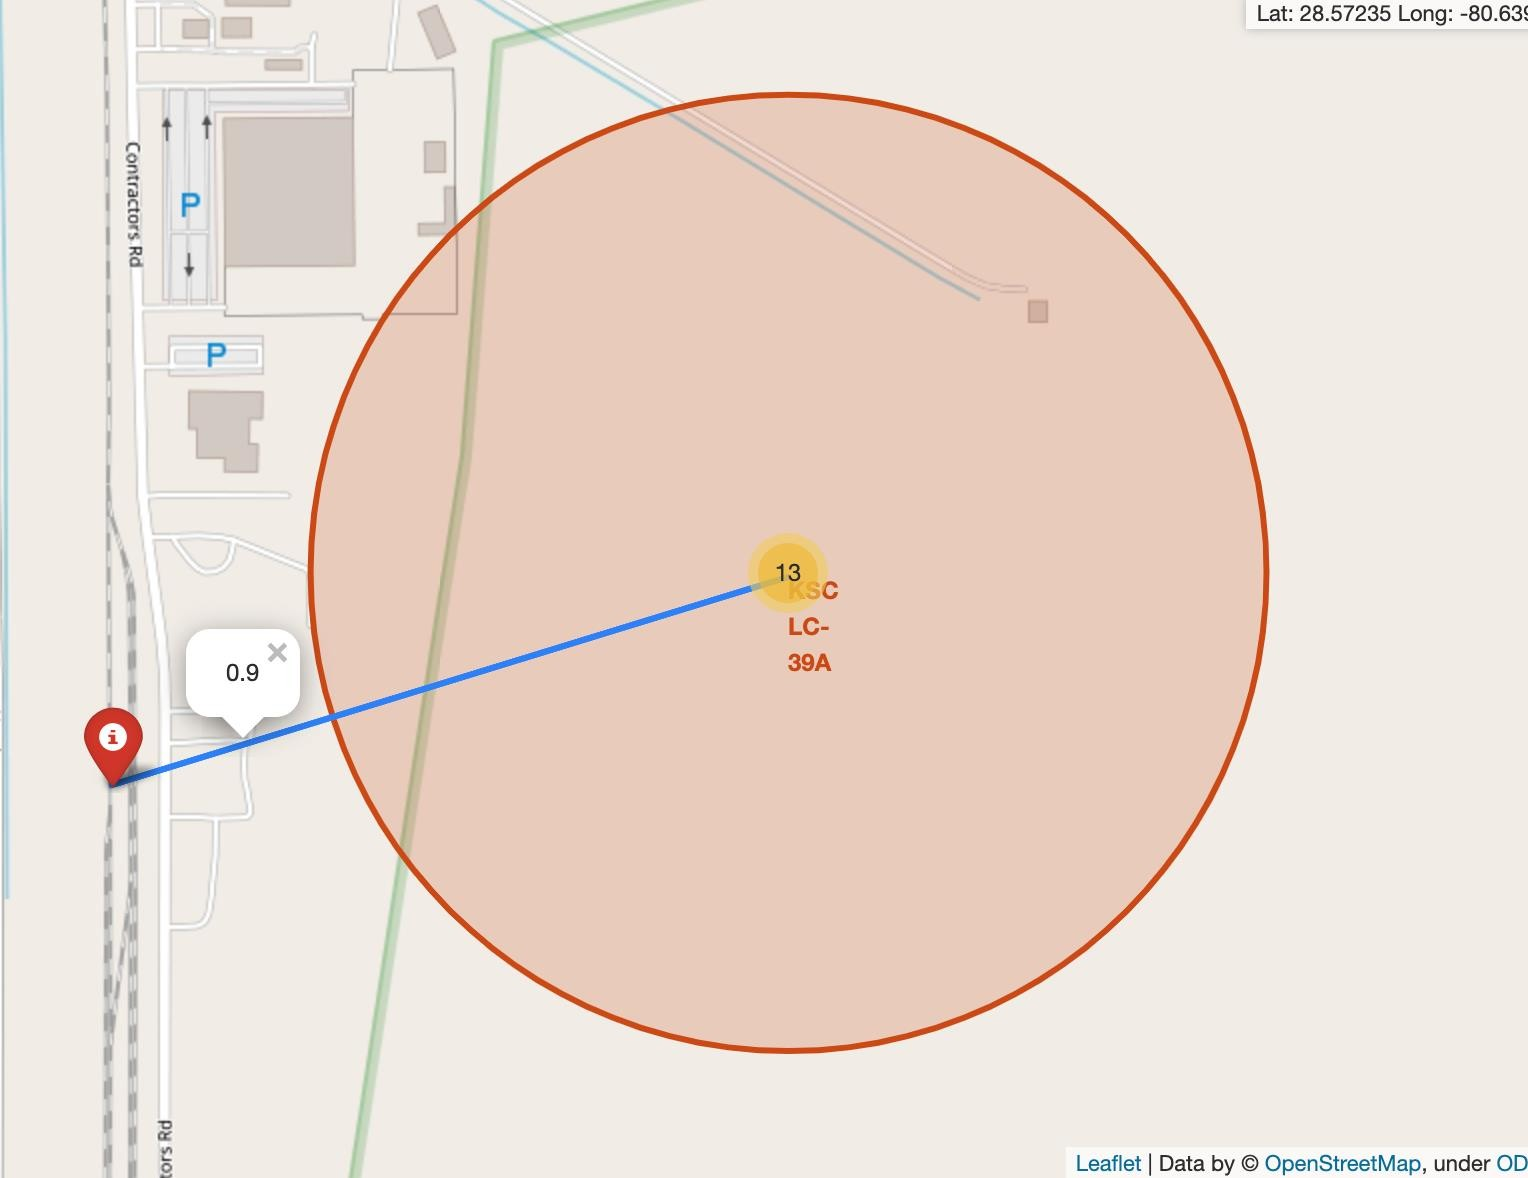 Lat: 28.57235 Long: -80.639
Contractors Rd
P
P
13
KSC
LC-
39A
0.9
×
i
tors Rd
Leaflet | Data by © OpenStreetMap, under OD